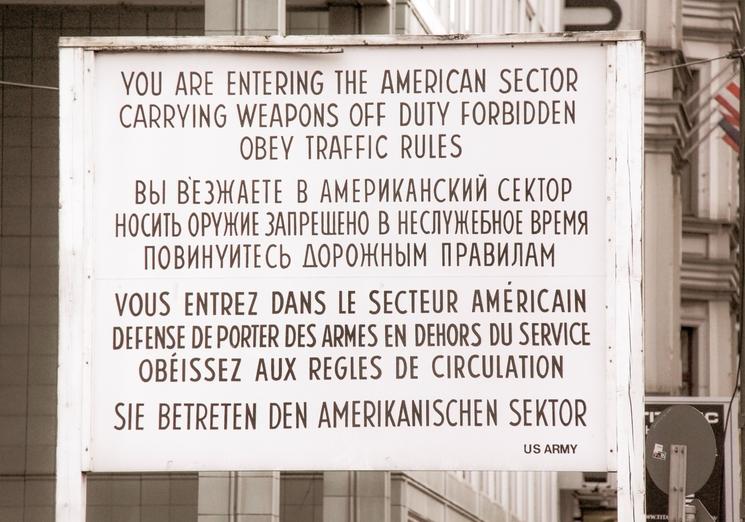 YOU ARE ENTERING THE AMERICAN SECTOR
CARRYING WEAPONS OFF DUTY FORBIDDEN
OBEY TRAFFIC RULES
ВЫ В'ЕЗЖАЕТЕ В АМЕРИКАНСКИЙ СЕКТОР
НОСИТЬ ОРУЖИЕ ЗАПРЕЩЕНО В НЕСЛУЖЕБНОЕ ВРЕМЯ
ПОВИНУИТЕСЬ ДОРОЖНЫМ ПРАВИЛАМ
VOUS ENTREZ DANS LE SECTEUR AMÉRICAIN
DEFENSE DE PORTER DES ARMES EN DEHORS DU SERVICE
OBÉISSEZ AUX REGLES DE CIRCULATION
SIE BETRETEN DEN AMERIKANISCHEN SEKTOR
US ARMY